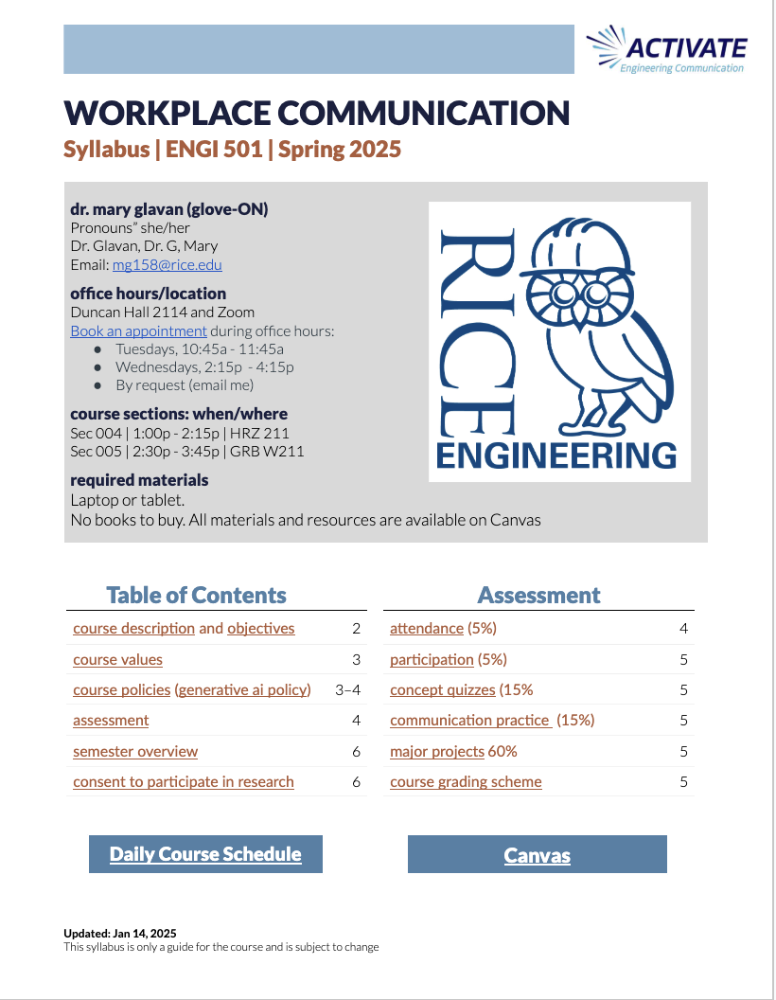 ACTIVATE
Engineering Communication
WORKPLACE COMMUNICATION
Syllabus | ENGI 501 | Spring 2025
dr. mary glavan (glove-ON)
Pronouns” she/her
Dr. Glavan, Dr. G, Mary
Email: mg158@rice.edu
office hours/location
Duncan Hall 2114 and Zoom
Book an appointment during office hours:
● Tuesdays, 10:45a - 11:45a
● Wednesdays, 2:15p - 4:15p
● By request (email me)
course sections: when/where
Sec 004 | 1:00p - 2:15p | HRZ 211
Sec 005 | 2:30p - 3:45p | GRB W211
required materials
Laptop or tablet.
No books to buy. All materials and resources are available on Canvas
RICE
ENGINEERING
Table of Contents
course description and objectives 2
course values 3
course policies (generative ai policy) 3–4
assessment 4
semester overview 6
consent to participate in research 6
Assessment
attendance (5%) 4
participation (5%) 5
concept quizzes (15% 5
communication practice (15%) 5
major projects 60% 5
course grading scheme 5
Daily Course Schedule
Canvas
Updated: Jan 14, 2025
This syllabus is only a guide for the course and is subject to change